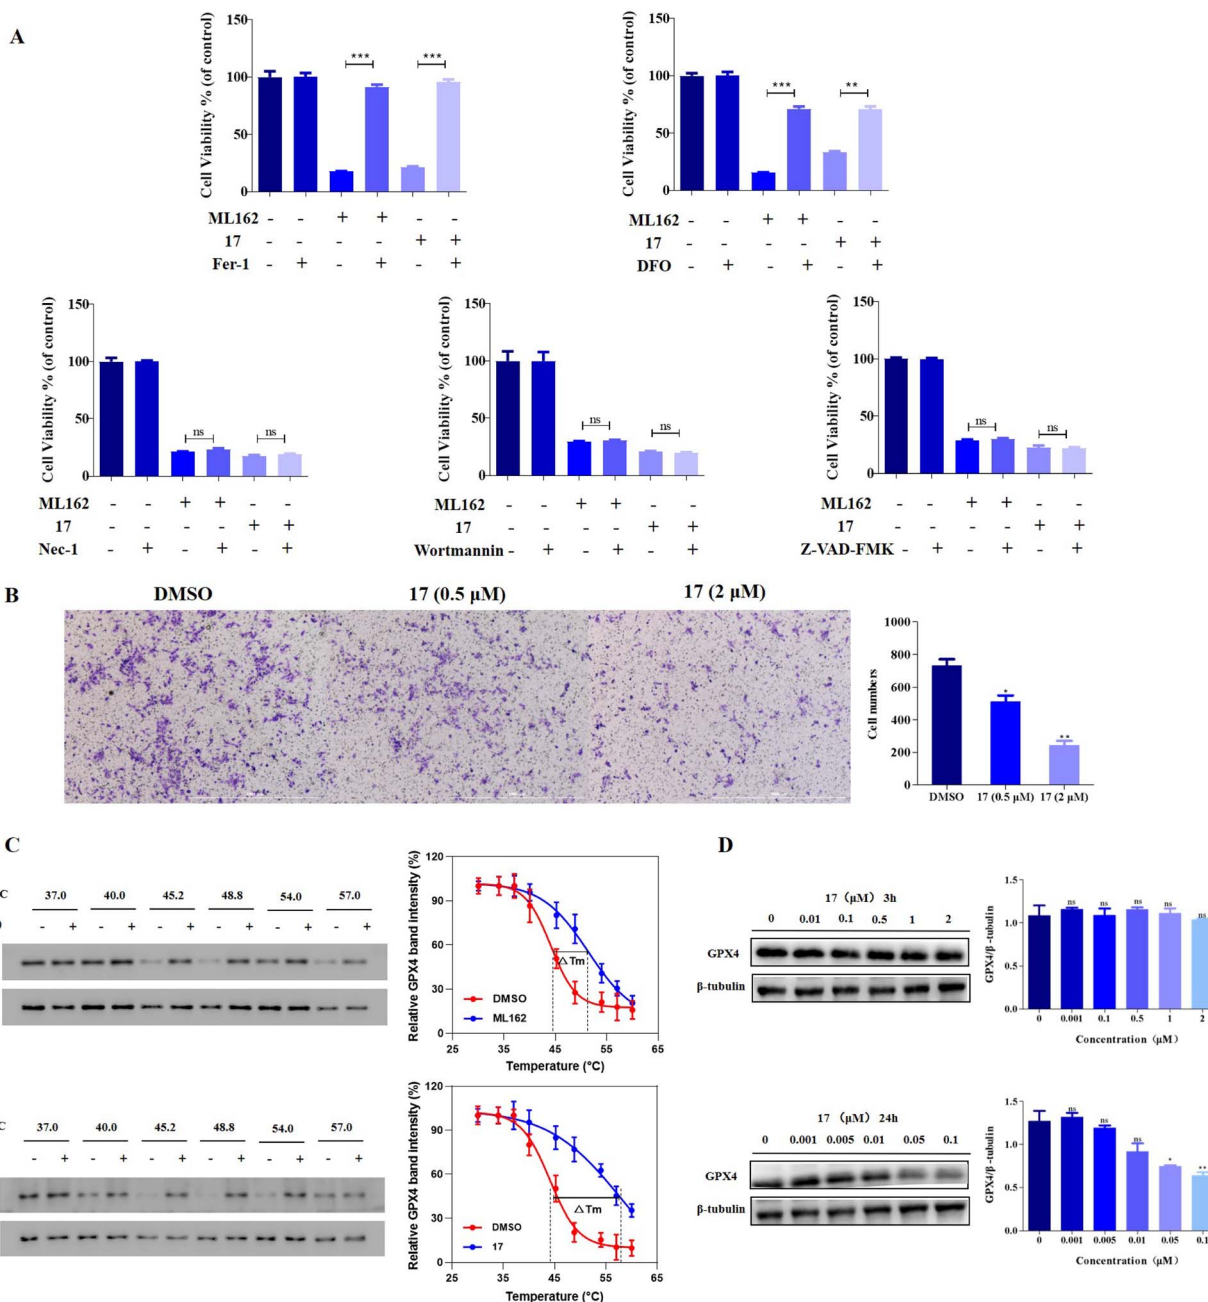 A
Cell Viability % (of control)
150
100
50
0
*** ***
ML162 - - + + - -
17 - - - - + +
Fer-1 - + - + - +
Cell Viability % (of control)
150
100
50
0
*** **
ML162 - - + + - -
17 - - - - + +
DFO - + - + - +
Cell Viability % (of control)
150
100
50
0
ns ns
ML162 - - + + - -
17 - - - - + +
Nec-1 - + - + - +
Cell Viability % (of control)
150
100
50
0
ns ns
ML162 - - + + - -
17 - - - - + +
Wortmannin - + - + - +
Cell Viability % (of control)
150
100
50
0
ns ns
ML162 - - + + - -
17 - - - - + +
Z-VAD-FMK - + - + - +
B
DMSO 17 (0.5 μM) 17 (2 μM)
Cell numbers
1000
800
600
400
200
0
* **
DMSO 17 (0.5 μM) 17 (2 μM)
C
C 37.0 40.0 45.2 48.8 54.0 57.0
- + - + - + - + - + - +
Relative GPX4 band intensity (%)
120
90
60
30
0
Δ Tm
DMSO
ML162
25 35 45 55 65
Temperature (°C)
C 37.0 40.0 45.2 48.8 54.0 57.0
- + - + - + - + - + - +
Relative GPX4 band intensity (%)
120
90
60
30
0
Δ Tm
DMSO
17
25 35 45 55 65
Temperature (°C)
D
17 （μM） 3h
0 0.01 0.1 0.5 1 2
GPX4
β-tubulin
GPX4/β -tubulin
1.5
1.0
0.5
0.0
ns ns ns ns ns
0 0.001 0.1 0.5 1 2
Concentration（μM）
17 （μM） 24h
0 0.001 0.005 0.01 0.05 0.1
GPX4
β-tubulin
GPX4/β -tubulin
1.5
1.0
0.5
0.0
ns ns ns * **
0 0.001 0.005 0.01 0.05 0.1
Concentration（μM）